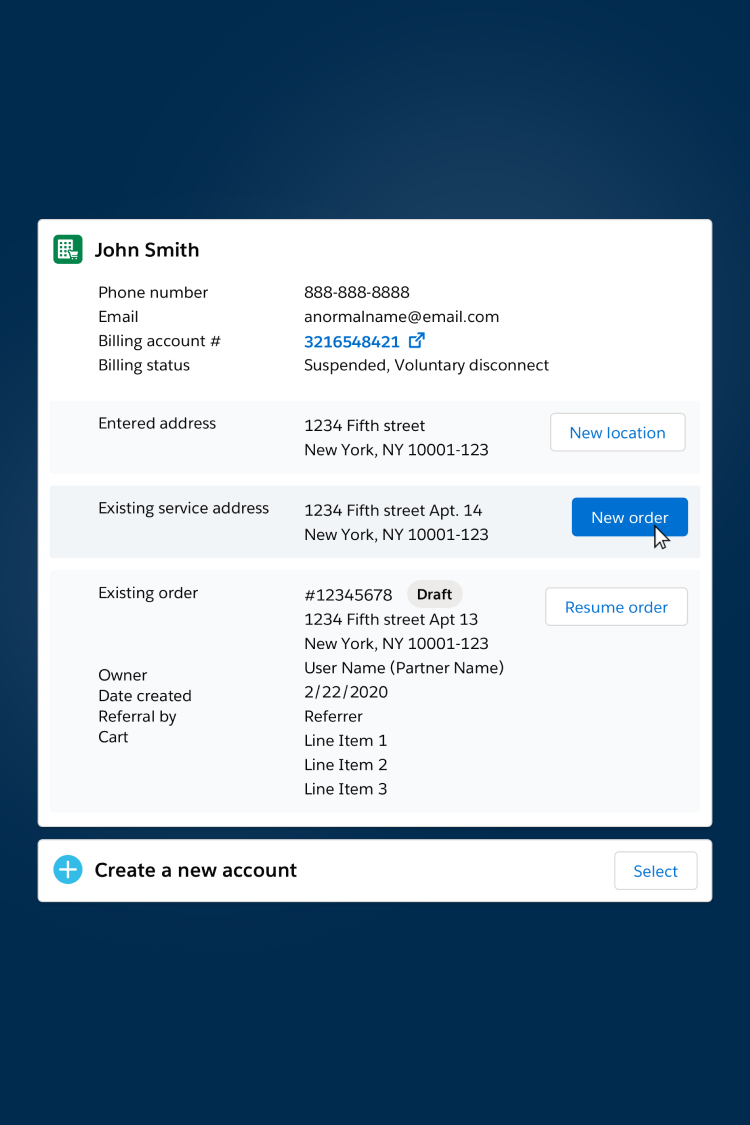 John Smith
Phone number 888-888-8888
Email anormalname@email.com
Billing account # 3216548421
Billing status Suspended, Voluntary disconnect
Entered address 1234 Fifth street
New York, NY 10001-123
New location
Existing service address 1234 Fifth street Apt. 14
New York, NY 10001-123
New order
Existing order #12345678 Draft
1234 Fifth street Apt 13
New York, NY 10001-123
Resume order
Owner User Name (Partner Name)
Date created 2/22/2020
Referral by Referrer
Cart Line Item 1
Line Item 2
Line Item 3
Create a new account Select